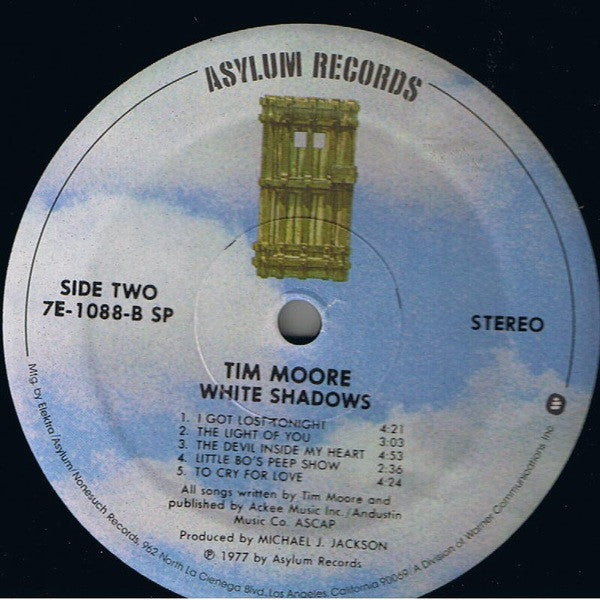 ASYLUM RECORDS
SIDE TWO
7E-1088-B SP
STEREO
TIM MOORE
WHITE SHADOWS
1. I GOT LOST TONIGHT 4:21
2. THE LIGHT OF YOU 3:03
3. THE DEVIL INSIDE MY HEART 4:53
4. LITTLE BO'S PEEP SHOW 2:36
5. TO CRY FOR LOVE 4:24
All songs written by Tim Moore and
published by Ackee Music Inc./Andustin
Music Co. ASCAP
Produced by MICHAEL J. JACKSON
℗ 1977 by Asylum Records
Mfg. by Elektra/Asylum/Nonesuch Records, 962 North La Cienega Blvd., Los Angeles, California 90069/A Division of Warner Communications Inc.